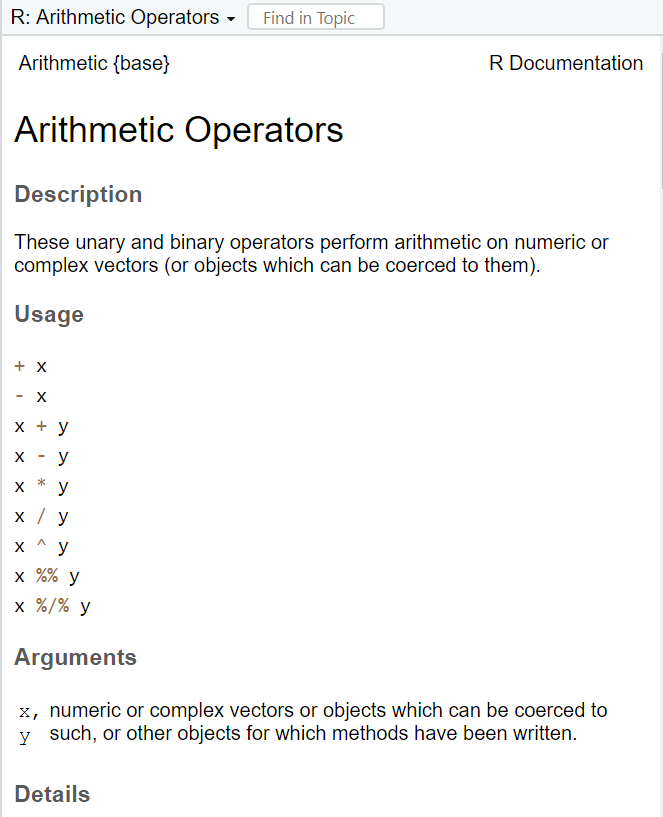 R: Arithmetic Operators Find in Topic
Arithmetic {base} R Documentation
Arithmetic Operators
Description
These unary and binary operators perform arithmetic on numeric or
complex vectors (or objects which can be coerced to them).
Usage
+ x
- x
x + y
x - y
x * y
x / y
x ^ y
x %% y
x %/% y
Arguments
x, numeric or complex vectors or objects which can be coerced to
y such, or other objects for which methods have been written.
Details